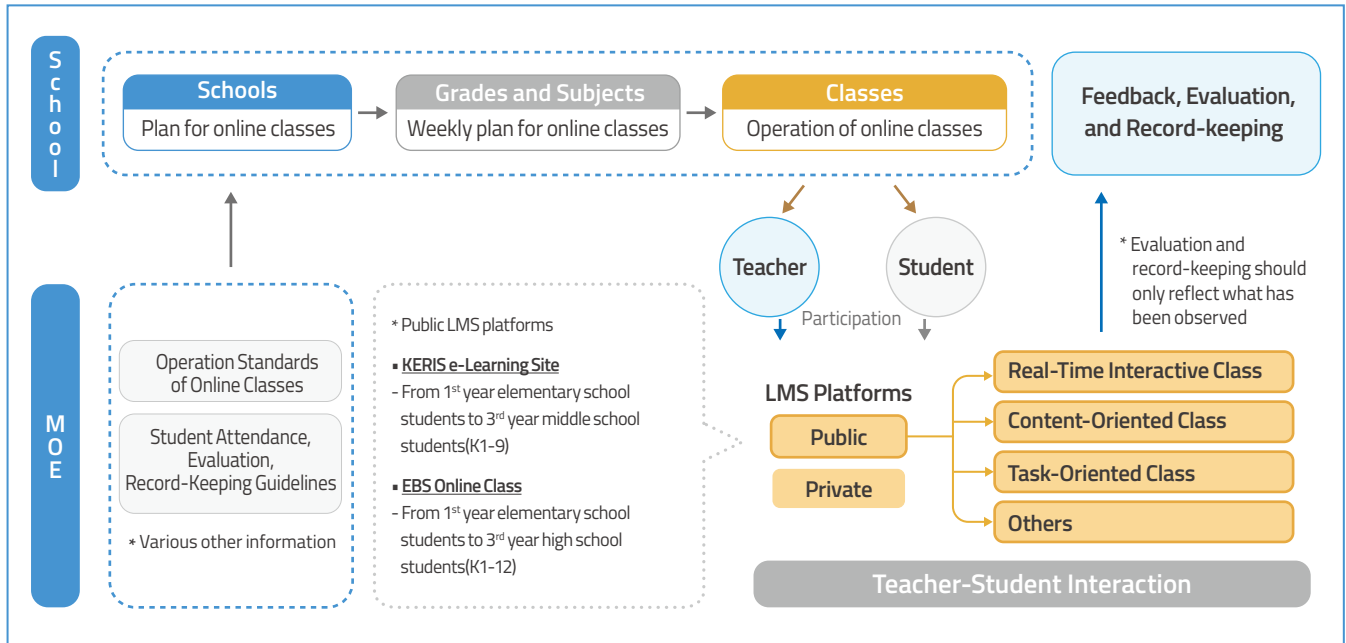 School
Schools
Plan for online classes
Grades and Subjects
Weekly plan for online classes
Classes
Operation of online classes
Feedback, Evaluation,
and Record-keeping
Teacher
Student
Participation
* Evaluation and
record-keeping should
only reflect what has
been observed
MOE
Operation Standards
of Online Classes
Student Attendance,
Evaluation,
Record-Keeping Guidelines
* Various other information
* Public LMS platforms
▪ KERIS e-Learning Site
- From 1st year elementary school
students to 3rd year middle school
students(K1-9)
▪ EBS Online Class
- From 1st year elementary school
students to 3rd year high school
students(K1-12)
LMS Platforms
Public
Private
Real-Time Interactive Class
Content-Oriented Class
Task-Oriented Class
Others
Teacher-Student Interaction